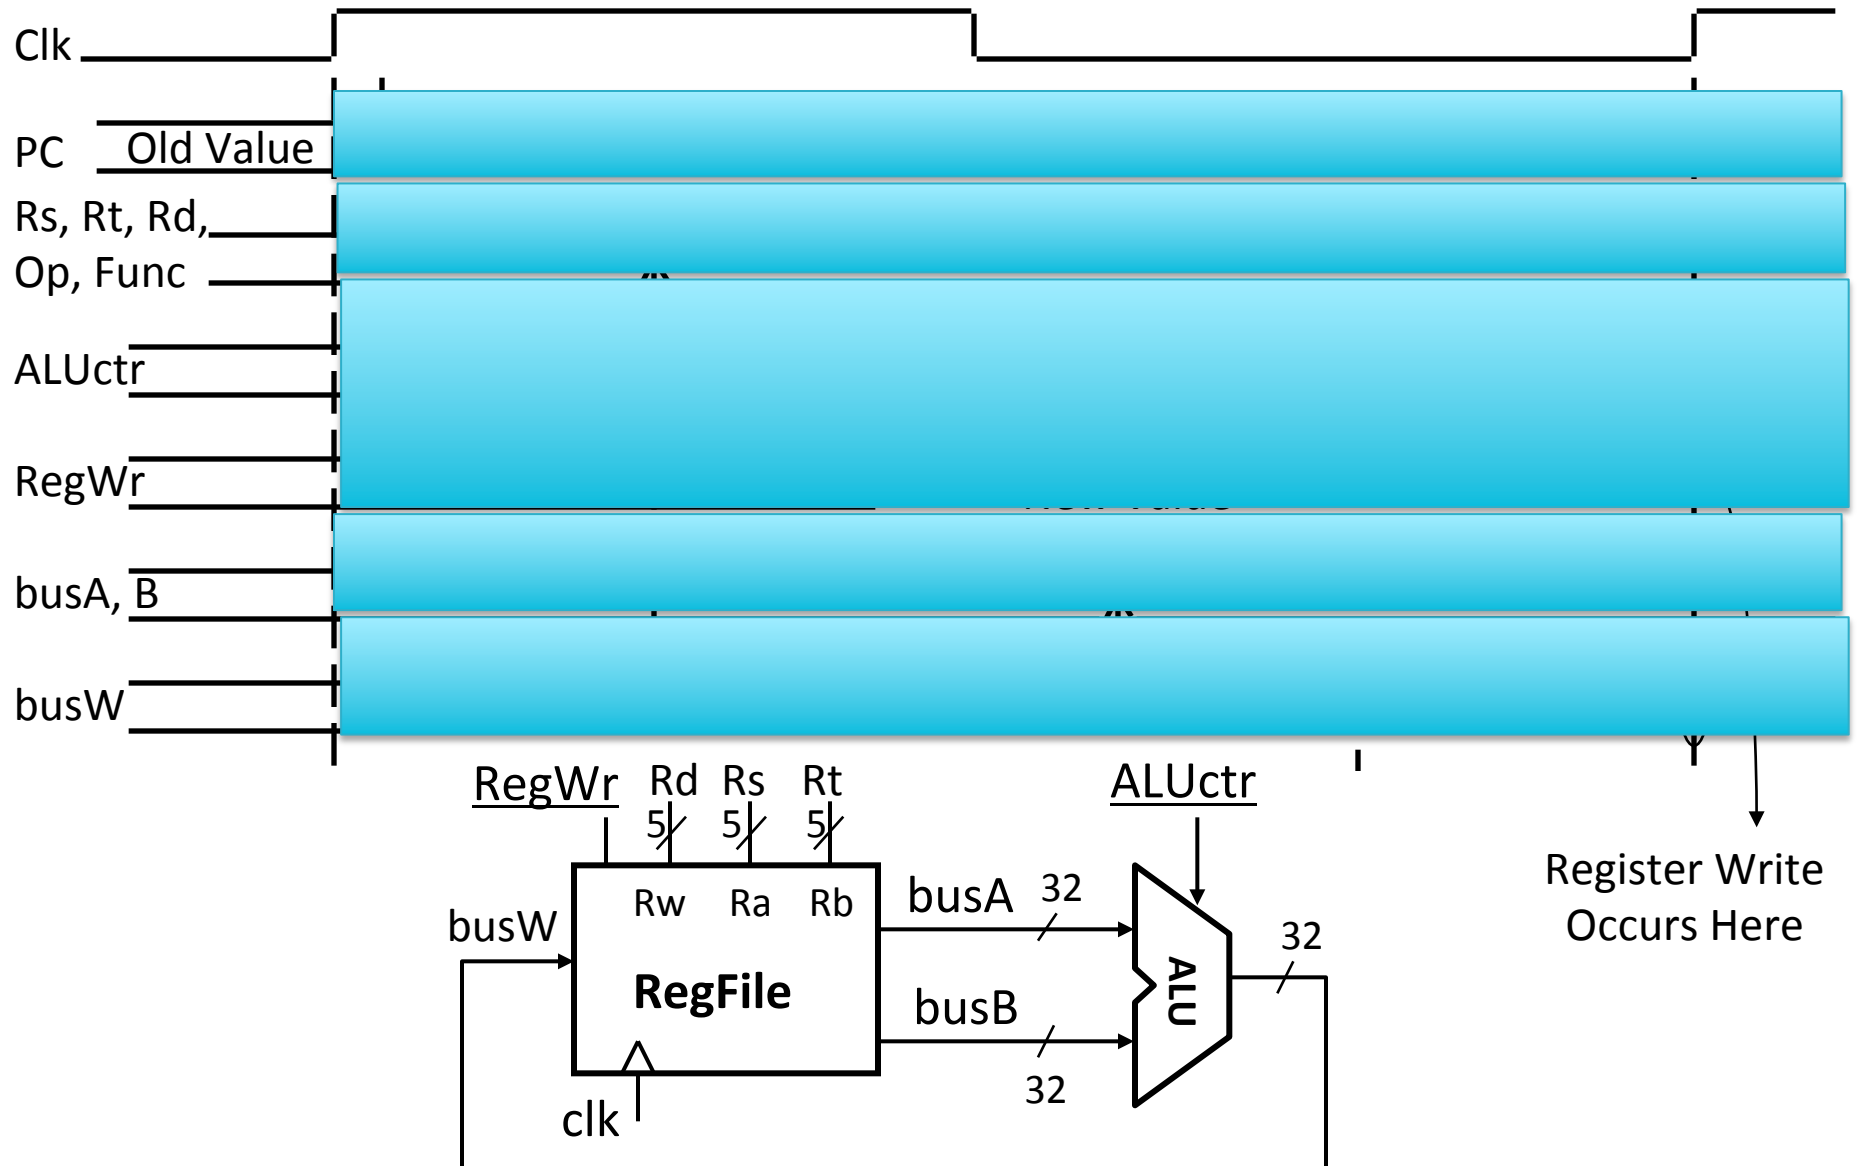 Clk
PC Old Value
Rs, Rt, Rd,
Op, Func
ALUctr
RegWr
busA, B
busW
RegWr Rd Rs Rt ALUctr
5 5 5
Rw Ra Rb
busW
RegFile
clk
busA 32
busB
32
ALU
32
Register Write
Occurs Here